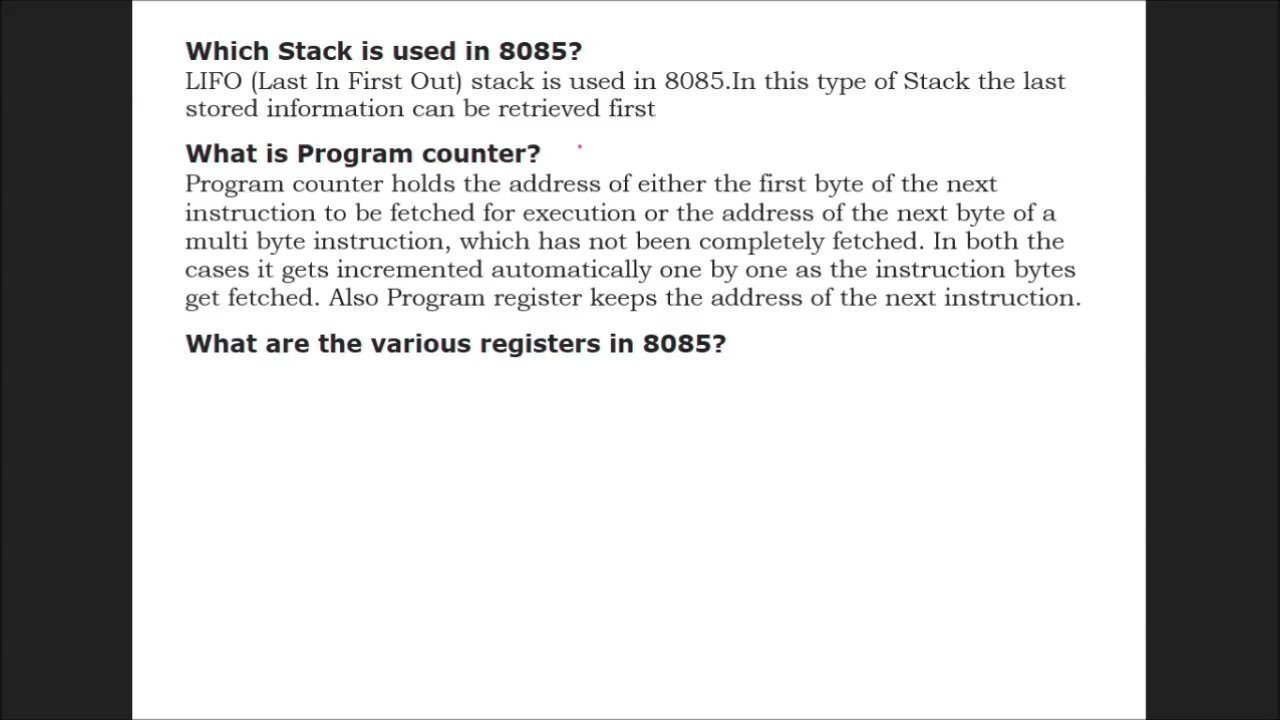 Which Stack is used in 8085?
LIFO (Last In First Out) stack is used in 8085.In this type of Stack the last
stored information can be retrieved first
What is Program counter?
Program counter holds the address of either the first byte of the next
instruction to be fetched for execution or the address of the next byte of a
multi byte instruction, which has not been completely fetched. In both the
cases it gets incremented automatically one by one as the instruction bytes
get fetched. Also Program register keeps the address of the next instruction.
What are the various registers in 8085?